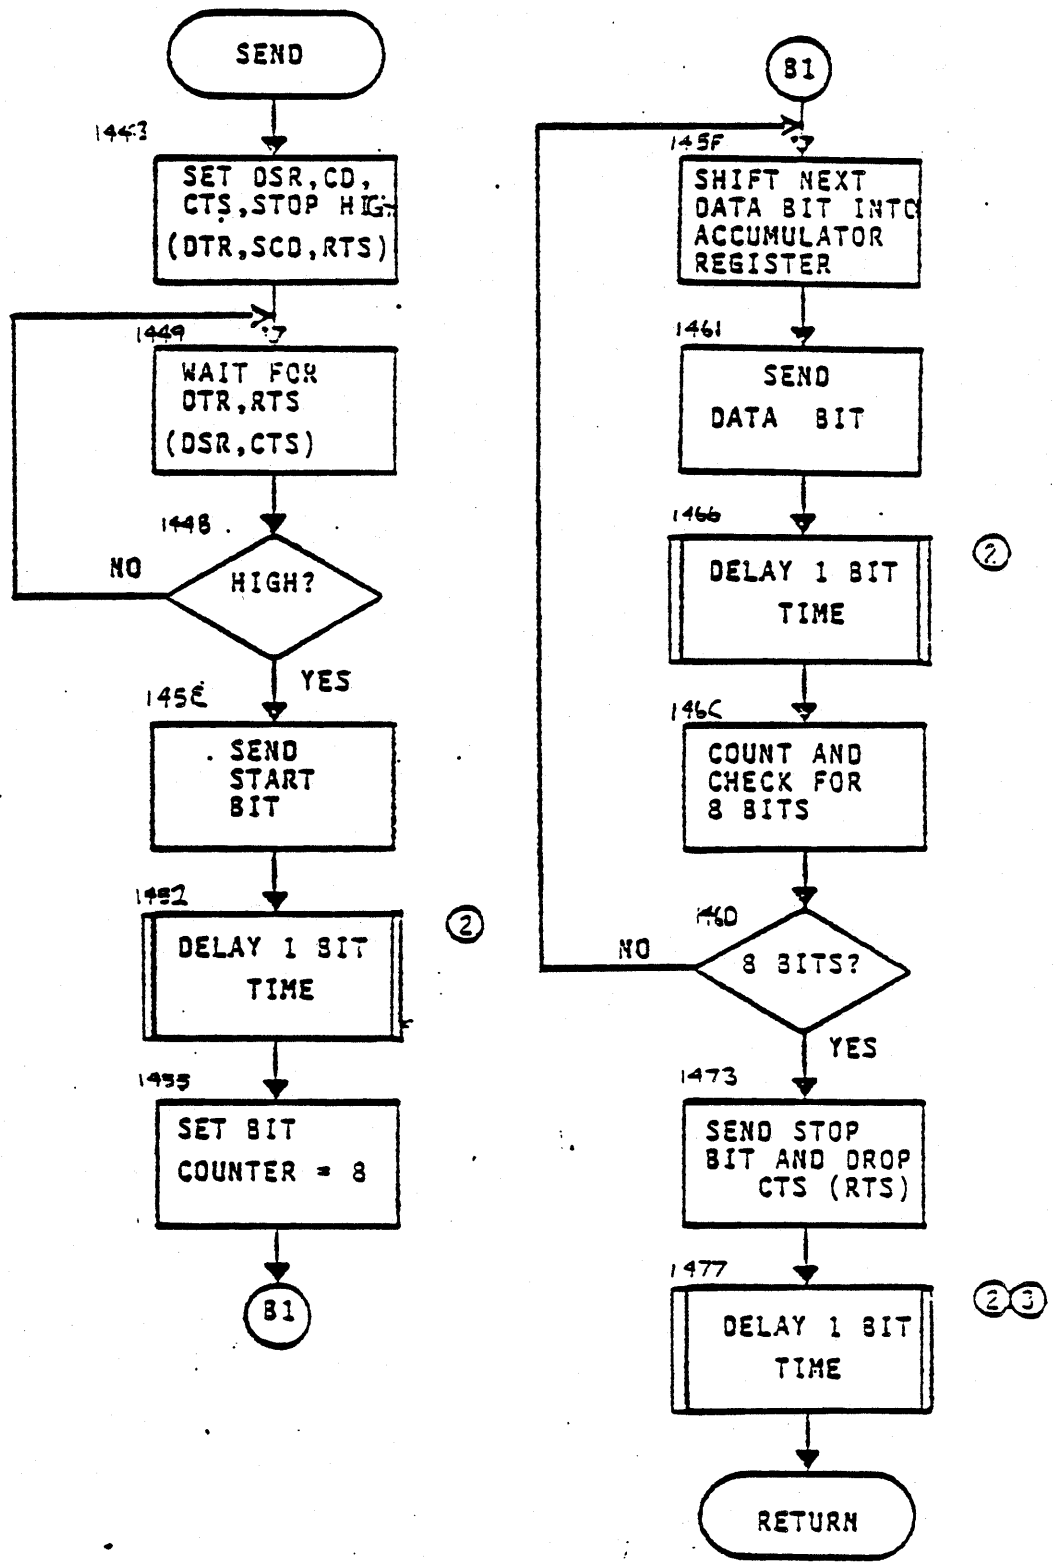 SEND
1443
SET DSR,CD,
CTS,STOP HIGH
(DTR,SCD,RTS)
1449
WAIT FOR
DTR,RTS
(DSR,CTS)
144B
HIGH?
NO
YES
145E
SEND
START
BIT
1452
DELAY 1 BIT
TIME
2
1455
SET BIT
COUNTER = 8
B1
B1
145F
SHIFT NEXT
DATA BIT INTO
ACCUMULATOR
REGISTER
1461
SEND
DATA BIT
1466
DELAY 1 BIT
TIME
2
146C
COUNT AND
CHECK FOR
8 BITS
146D
8 BITS?
NO
YES
1473
SEND STOP
BIT AND DROP
CTS (RTS)
1477
DELAY 1 BIT
TIME
2 3
RETURN